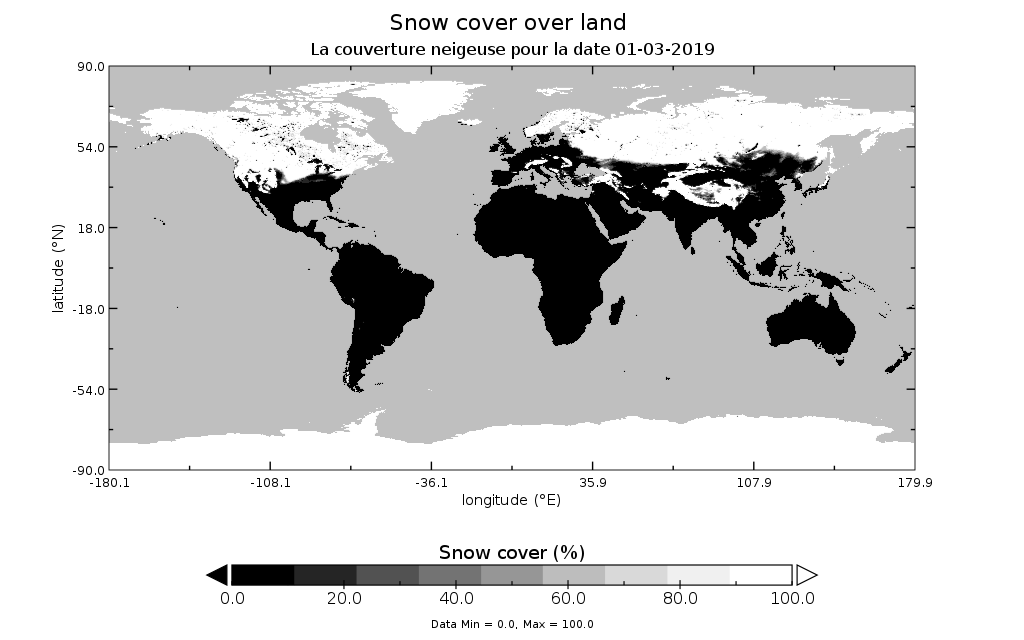 Snow cover over land
La couverture neigeuse pour la date 01-03-2019
90.0
54.0
18.0
-18.0
-54.0
-90.0
latitude (°N)
-180.1 -108.1 -36.1 35.9 107.9 179.9
longitude (°E)
Snow cover (%)
0.0 20.0 40.0 60.0 80.0 100.0
Data Min = 0.0, Max = 100.0